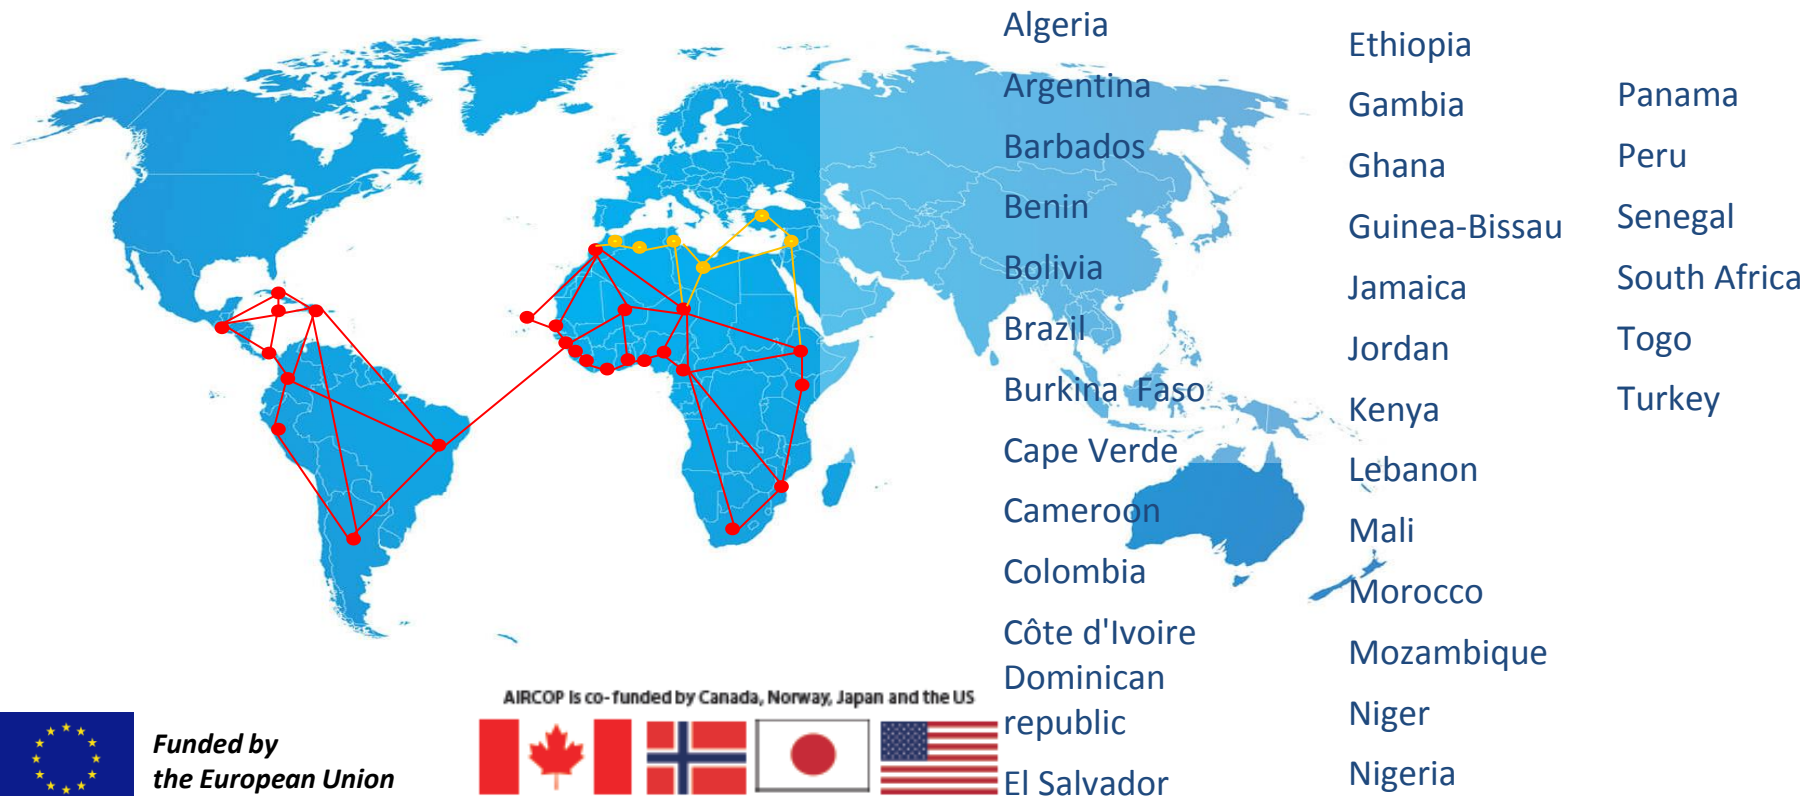 Algeria
Argentina
Barbados
Benin
Bolivia
Brazil
Burkina Faso
Cape Verde
Cameroon
Colombia
Côte d'Ivoire
Dominican
republic
El Salvador
Ethiopia
Gambia
Ghana
Guinea-Bissau
Jamaica
Jordan
Kenya
Lebanon
Mali
Morocco
Mozambique
Niger
Nigeria
Panama
Peru
Senegal
South Africa
Togo
Turkey
AIRCOP is co-funded by Canada, Norway, Japan and the US
Funded by
the European Union